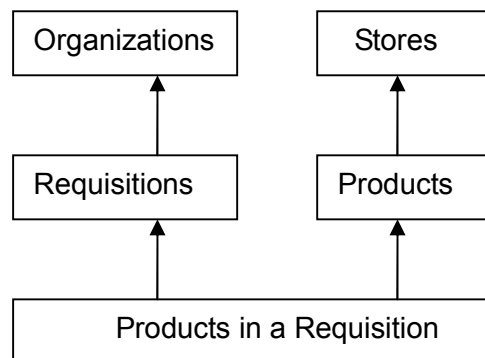 Organizations
Stores
Requisitions
Products
Products in a Requisition